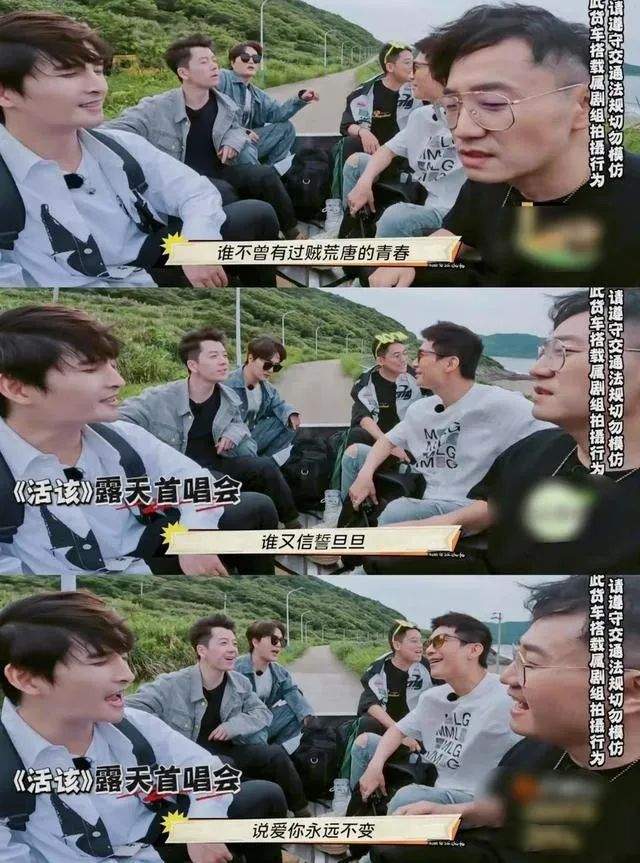 请遵守交通法规切勿模仿
此货车搭载属剧组拍摄行为
谁不曾有过贼荒唐的青春
请遵守交通法规切勿模仿
此货车搭载属剧组拍摄行为
MLG
《活该》露天首唱会
谁又信誓旦旦
请遵守交通法规切勿模仿
此货车搭载属剧组拍摄行为
MLG
《活该》露天首唱会
说爱你永远不变